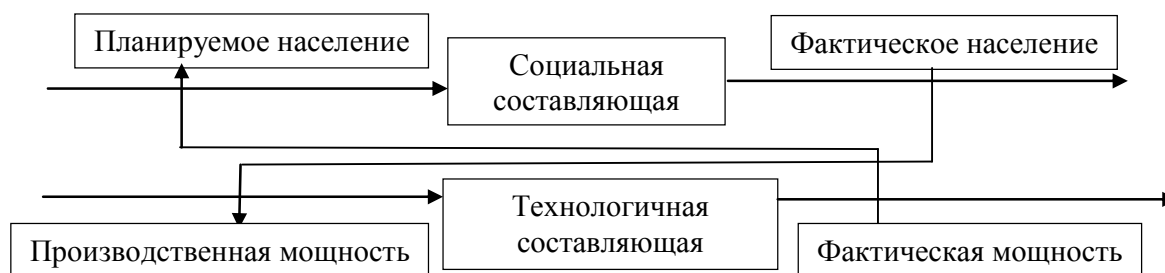 Планируемое население
Социальная
составляющая
Фактическое население
Производственная мощность
Технологичная
составляющая
Фактическая мощность